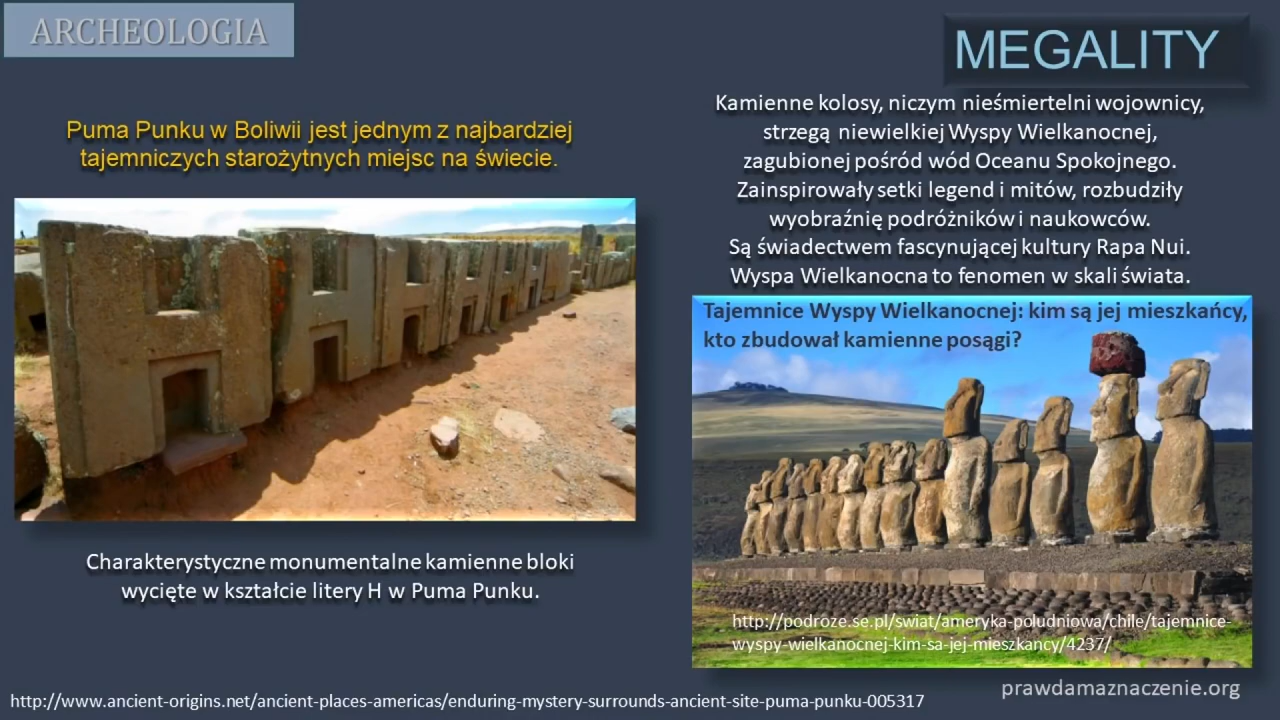 ARCHEOLOGIA
MEGALITY
Puma Punku w Boliwii jest jednym z najbardziej
tajemniczych starożytnych miejsc na świecie.
Charakterystyczne monumentalne kamienne bloki
wycięte w kształcie litery H w Puma Punku.
Kamienne kolosy, niczym nieśmiertelni wojownicy,
strzegą niewielkiej Wyspy Wielkanocnej,
zagubionej pośród wód Oceanu Spokojnego.
Zainspirowały setki legend i mitów, rozbudziły
wyobraźnię podróżników i naukowców.
Są świadectwem fascynującej kultury Rapa Nui.
Wyspa Wielkanocna to fenomen w skali świata.
Tajemnice Wyspy Wielkanocnej: kim są jej mieszkańcy,
kto zbudował kamienne posągi?
http://podroze.se.pl/swiat/ameryka-poludniowa/chile/tajemnice-
wyspy-wielkanocnej-kim-sa-jej-mieszkancy/4237/
prawdamaznaczenie.org
http://www.ancient-origins.net/ancient-places-americas/enduring-mystery-surrounds-ancient-site-puma-punku-005317